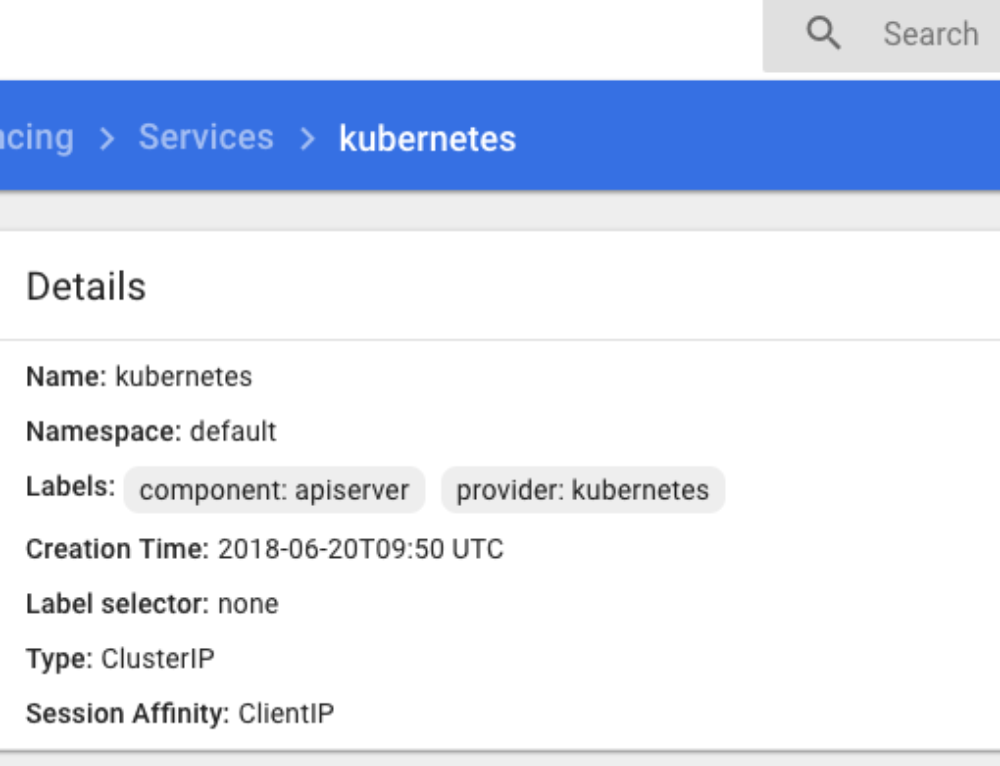 Search
ncing > Services > kubernetes
Details
Name: kubernetes
Namespace: default
Labels: component: apiserver provider: kubernetes
Creation Time: 2018-06-20T09:50 UTC
Label selector: none
Type: ClusterIP
Session Affinity: ClientIP